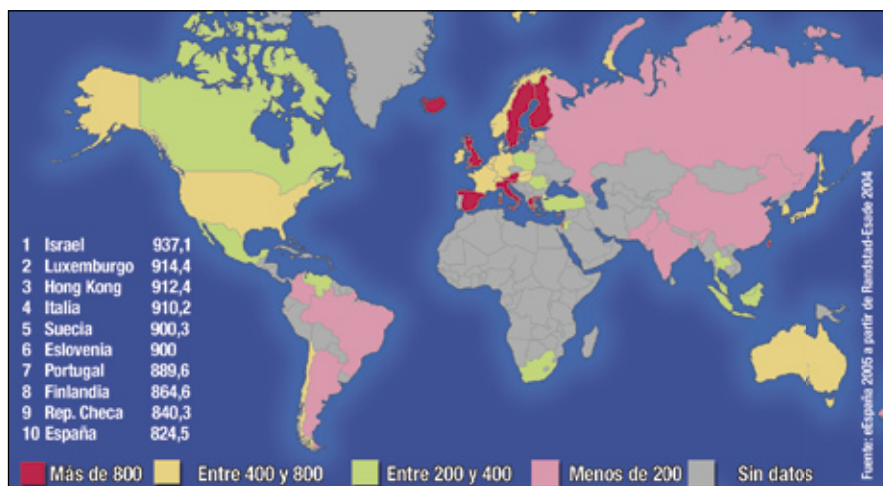 1 Israel 937,1
2 Luxemburgo 914,4
3 Hong Kong 912,4
4 Italia 910,2
5 Suecia 900,3
6 Eslovenia 900
7 Portugal 889,6
8 Finlandia 864,6
9 Rep. Checa 840,3
10 España 824,5
Más de 800 Entre 400 y 800 Entre 200 y 400 Menos de 200 Sin datos
Fuente: eEspaña 2005 a partir de Randstad-Esade 2004